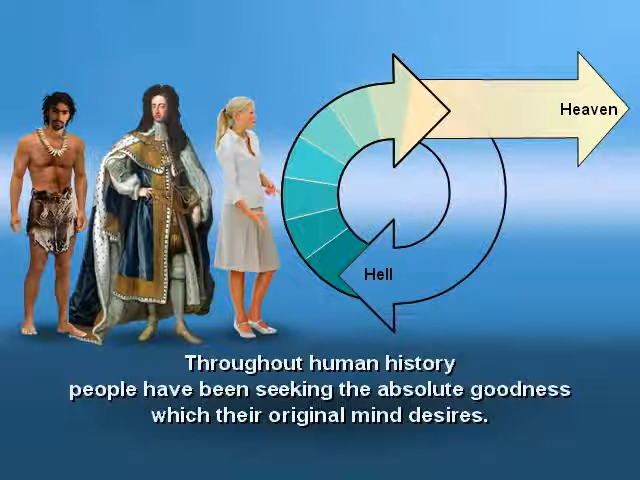 Heaven
Hell
Throughout human history
people have been seeking the absolute goodness
which their original mind desires.